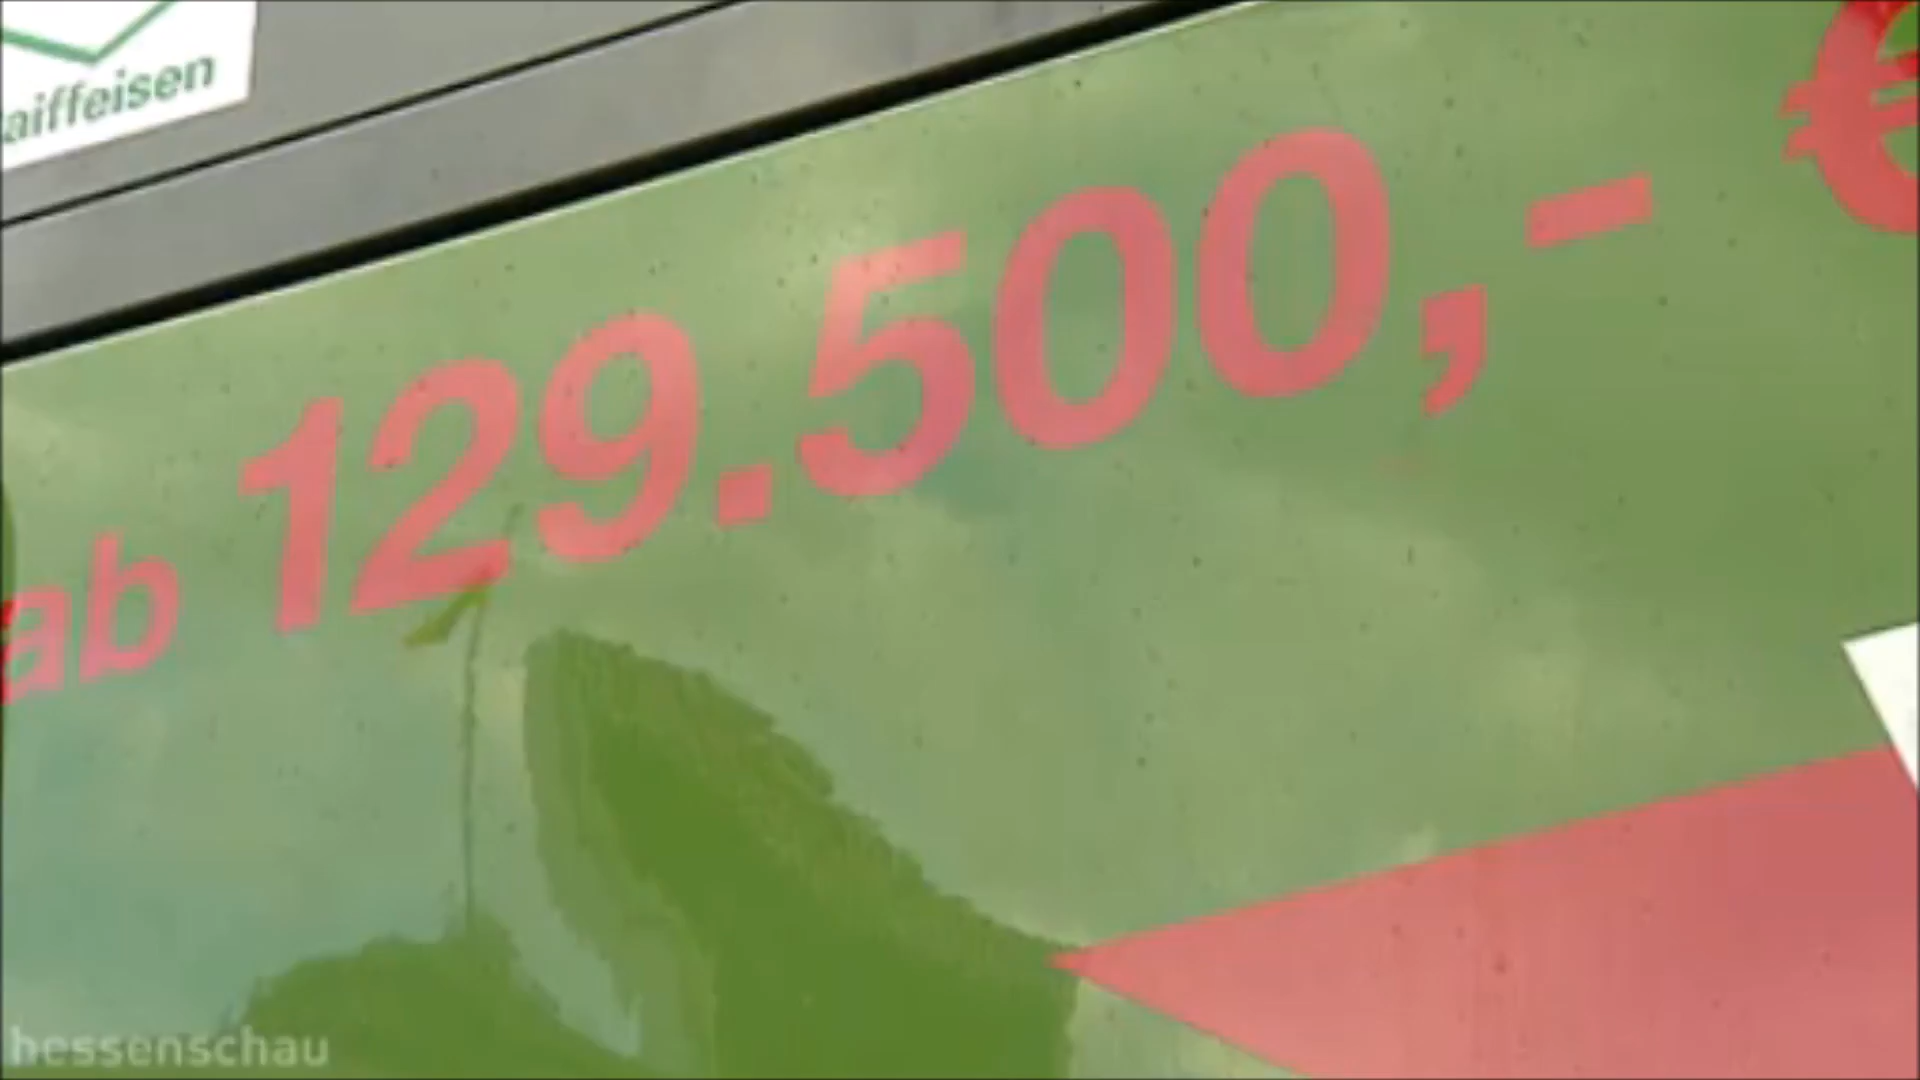 aiffeisen
ab 129.500,- €
hessenschau